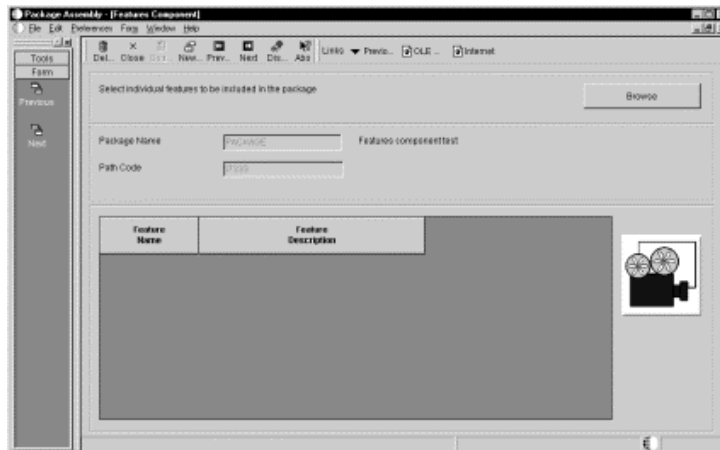 Package Assembly - [Features Component]
File Edit Preferences Form Window Help
Del... Close New... Prev.. Next Dis... Abo Links Previo... OLE ... Internet
Tools
Form
Previous
Next
Select individual features to be included in the package
Browse
Package Name PACKAGE Features component test
Path Code
Feature Name Feature Description